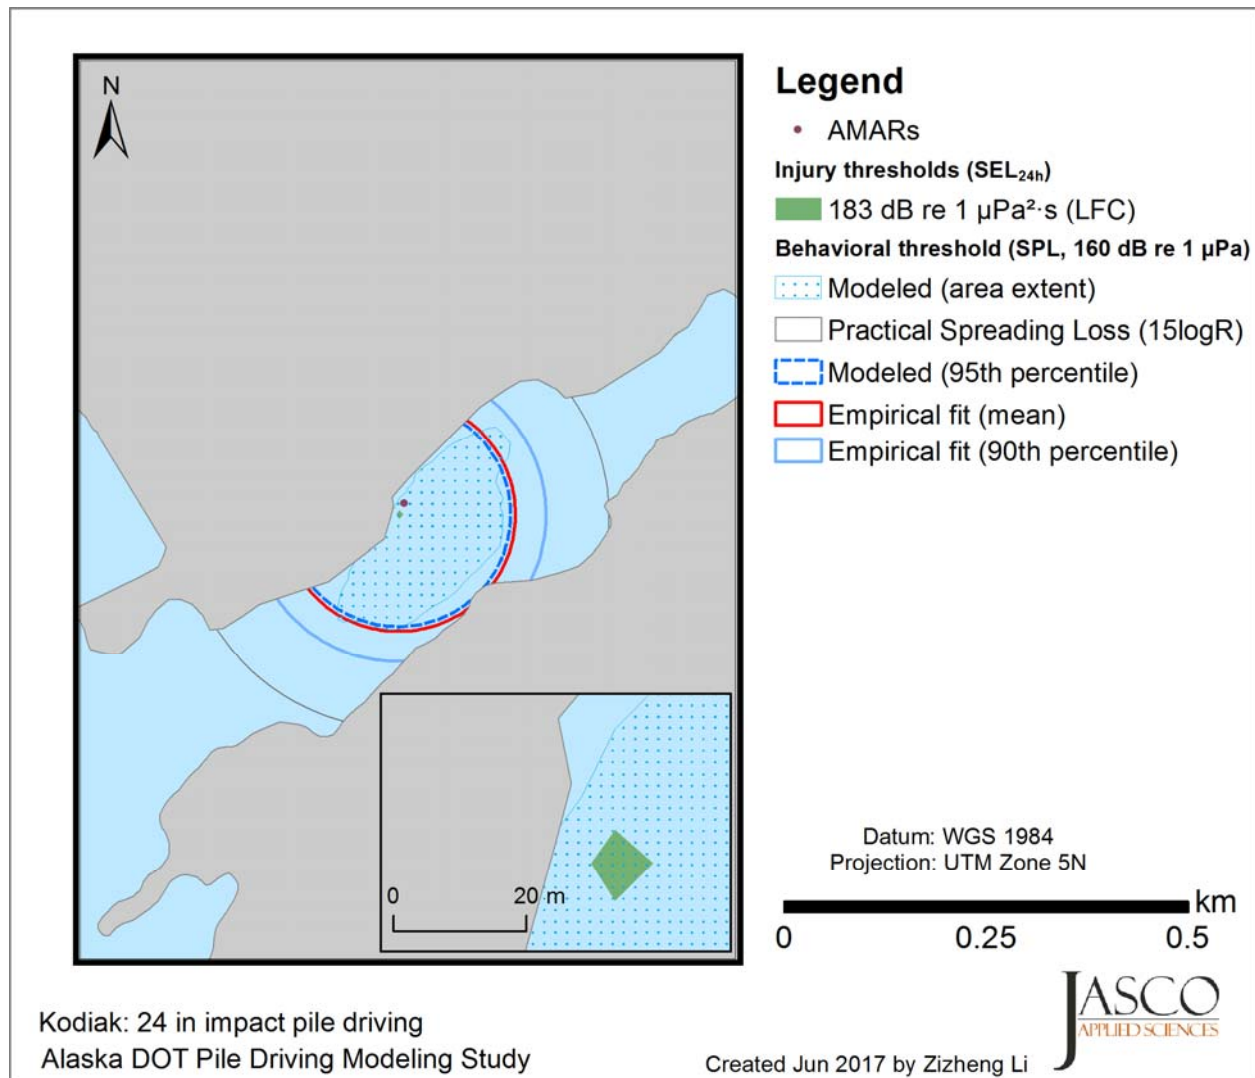 N
Legend
AMARs
Injury thresholds (SEL24h)
183 dB re 1 µPa²·s (LFC)
Behavioral threshold (SPL, 160 dB re 1 µPa)
Modeled (area extent)
Practical Spreading Loss (15logR)
Modeled (95th percentile)
Empirical fit (mean)
Empirical fit (90th percentile)
0 20 m
Datum: WGS 1984
Projection: UTM Zone 5N
km
0 0.25 0.5
Kodiak: 24 in impact pile driving
Alaska DOT Pile Driving Modeling Study
Created Jun 2017 by Zizheng Li
JASCO
APPLIED SCIENCES